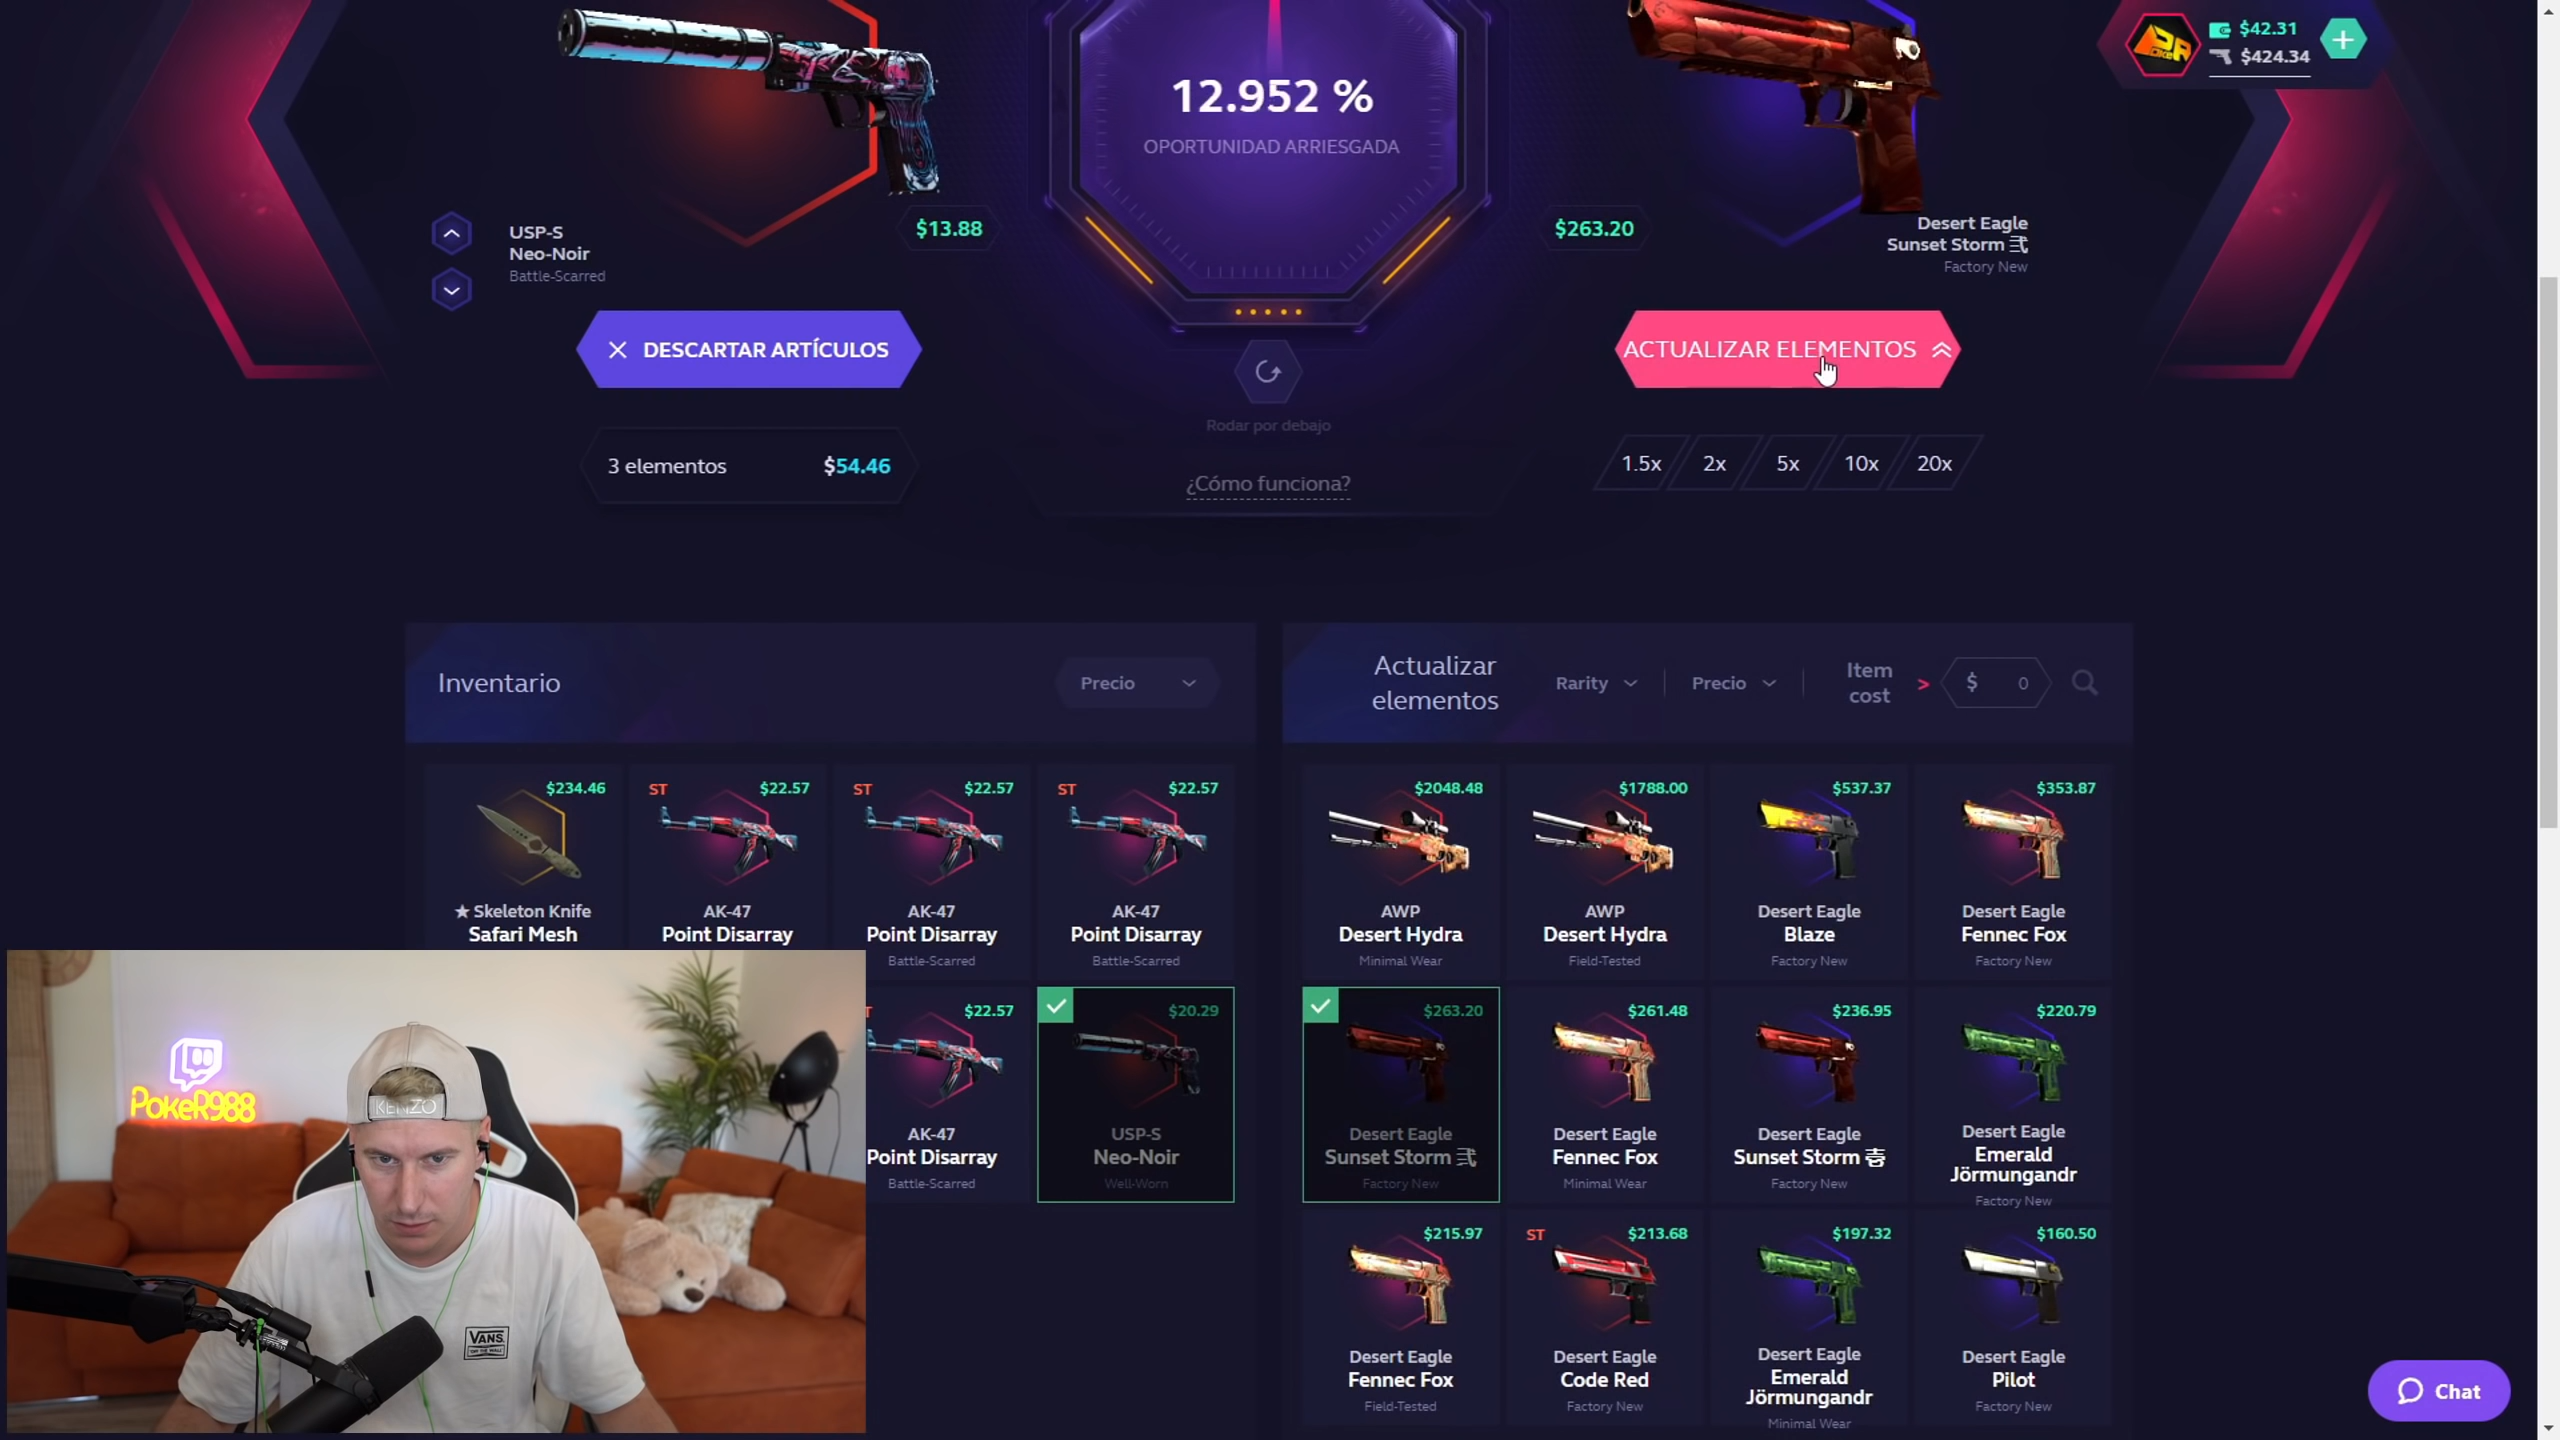 $42.31
$424.34
12.952 %
OPORTUNIDAD ARRIESGADA
USP-S
Neo-Noir
Battle-Scarred
$13.88
$263.20
Desert Eagle
Sunset Storm 弐
Factory New
DESCARTAR ARTÍCULOS
ACTUALIZAR ELEMENTOS
Rodar por debajo
3 elementos $54.46
¿Cómo funciona?
1.5x 2x 5x 10x 20x
Inventario
Precio
Actualizar
elementos
Rarity
Precio
Item
cost
> $ 0
$234.46
★ Skeleton Knife
Safari Mesh
ST $22.57
AK-47
Point Disarray
ST $22.57
AK-47
Point Disarray
Battle-Scarred
ST $22.57
AK-47
Point Disarray
Battle-Scarred
$22.57
AK-47
Point Disarray
Battle-Scarred
$20.29
USP-S
Neo-Noir
Well-Worn
$2048.48
AWP
Desert Hydra
Minimal Wear
$1788.00
AWP
Desert Hydra
Field-Tested
$537.37
Desert Eagle
Blaze
Factory New
$353.87
Desert Eagle
Fennec Fox
Factory New
$263.20
Desert Eagle
Sunset Storm 弐
Factory New
$261.48
Desert Eagle
Fennec Fox
Minimal Wear
$236.95
Desert Eagle
Sunset Storm 壱
Factory New
$220.79
Desert Eagle
Emerald
Jörmungandr
Factory New
$215.97
Desert Eagle
Fennec Fox
Field-Tested
ST $213.68
Desert Eagle
Code Red
Factory New
$197.32
Desert Eagle
Emerald
Jörmungandr
Minimal Wear
$160.50
Desert Eagle
Pilot
Factory New
PokeR988
KENZO
VANS
"OFF THE WALL"
Chat